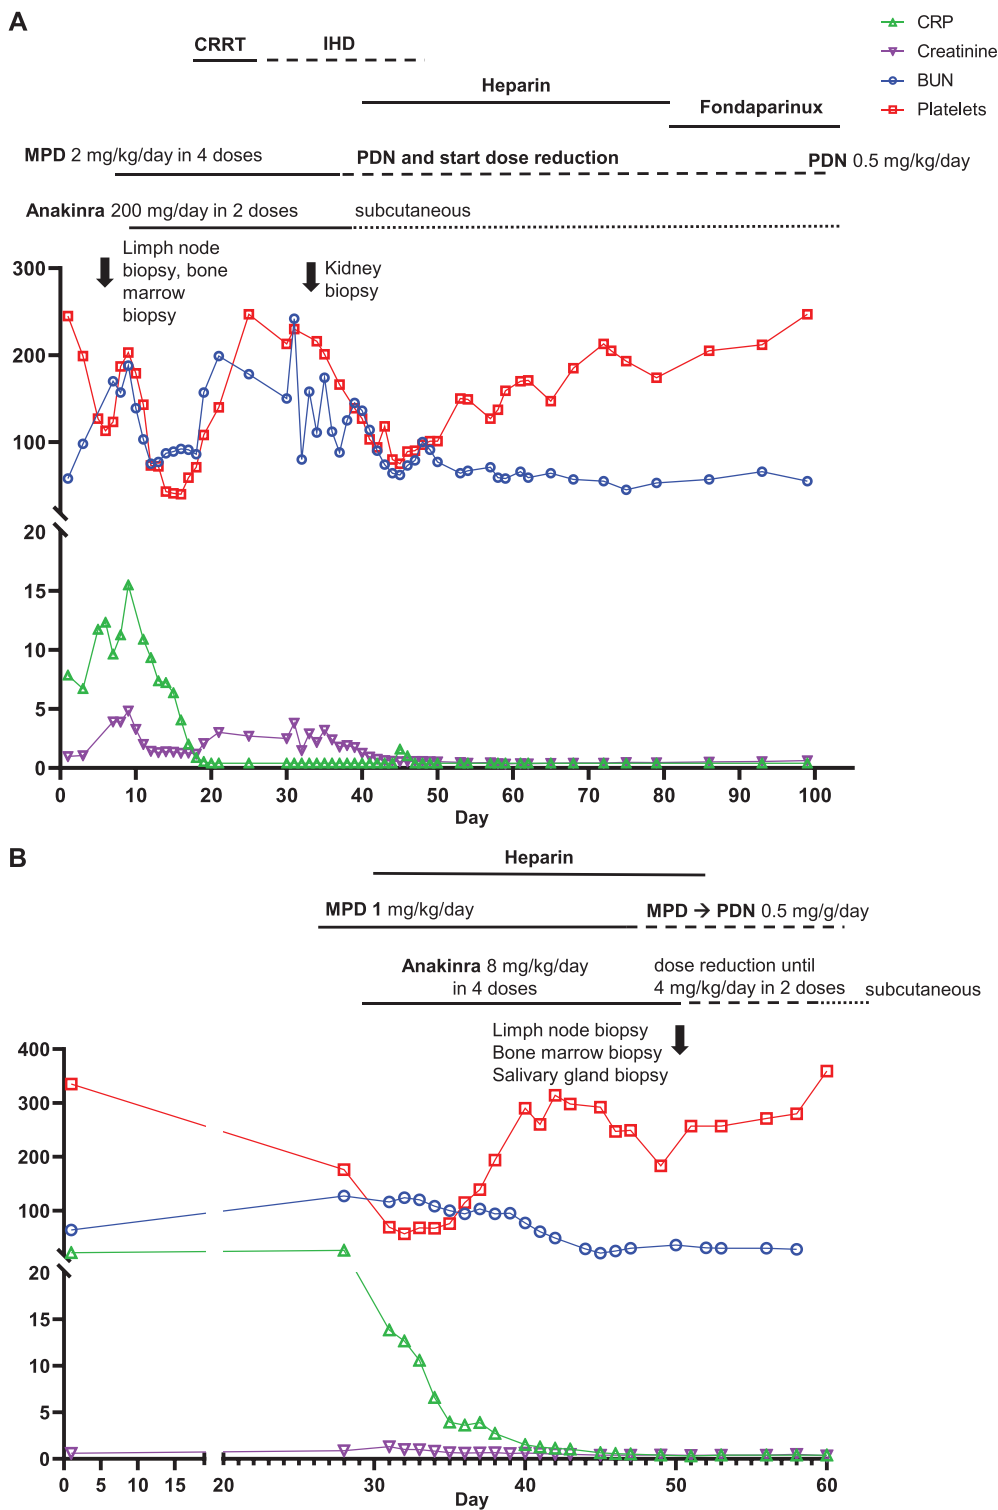 A
CRP
Creatinine
BUN
Platelets
CRRT
IHD
Heparin
Fondaparinux
MPD 2 mg/kg/day in 4 doses
PDN and start dose reduction
PDN 0.5 mg/kg/day
Anakinra 200 mg/day in 2 doses
subcutaneous
Limph node
biopsy, bone
marrow
biopsy
Kidney
biopsy
300
200
100
20
15
10
5
0
0 10 20 30 40 50 60 70 80 90 100
Day
B
Heparin
MPD 1 mg/kg/day
MPD → PDN 0.5 mg/g/day
Anakinra 8 mg/kg/day
in 4 doses
dose reduction until
4 mg/kg/day in 2 doses
subcutaneous
Limph node biopsy
Bone marrow biopsy
Salivary gland biopsy
400
300
200
100
20
15
10
5
0
0 5 10 15 20 30 40 50 60
Day